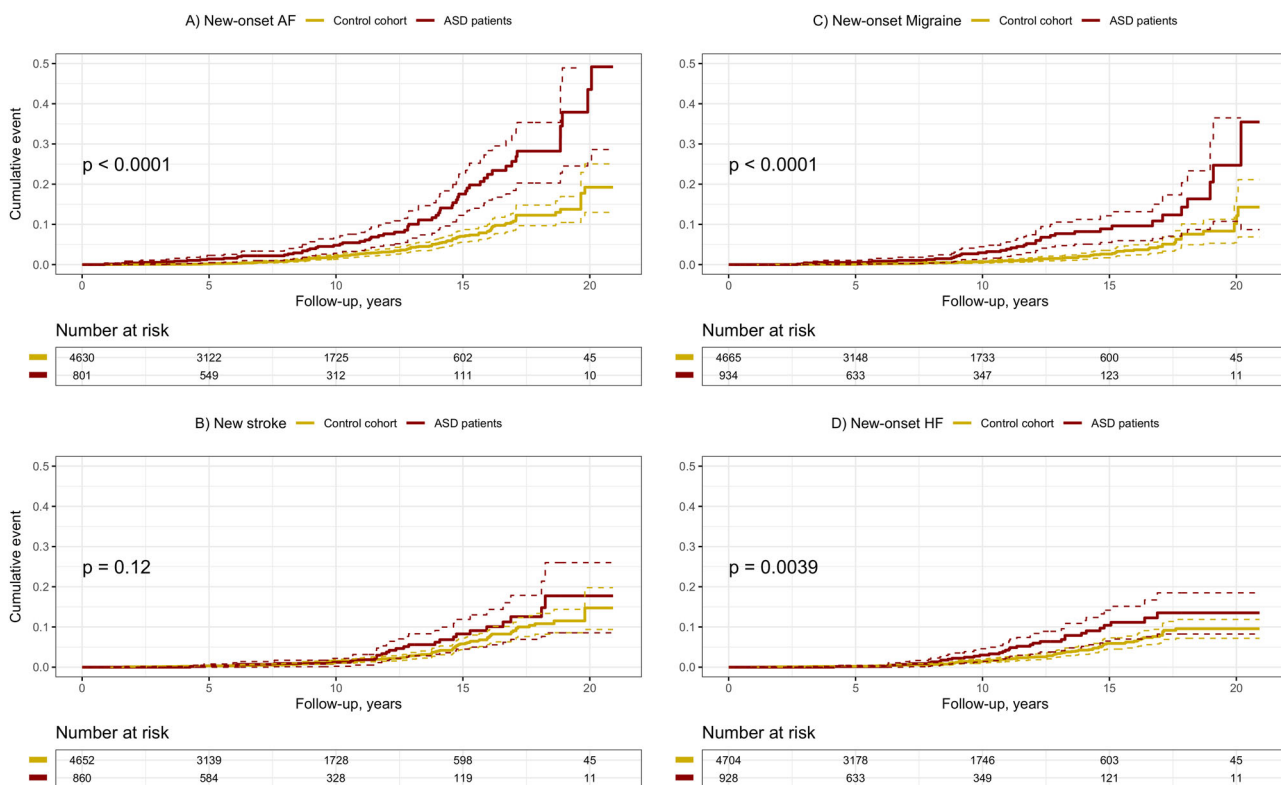 A) New-onset AF Control cohort ASD patients
Cumulative event
0.5
0.4
0.3
0.2
0.1
0.0
p < 0.0001
0 5 10 15 20
Follow-up, years
Number at risk
4630 3122 1725 602 45
801 549 312 111 10
C) New-onset Migraine Control cohort ASD patients
0.5
0.4
0.3
0.2
0.1
0.0
p < 0.0001
0 5 10 15 20
Follow-up, years
Number at risk
4665 3148 1733 600 45
934 633 347 123 11
B) New stroke Control cohort ASD patients
Cumulative event
0.5
0.4
0.3
0.2
0.1
0.0
p = 0.12
0 5 10 15 20
Follow-up, years
Number at risk
4652 3139 1728 598 45
860 584 328 119 11
D) New-onset HF Control cohort ASD patients
0.5
0.4
0.3
0.2
0.1
0.0
p = 0.0039
0 5 10 15 20
Follow-up, years
Number at risk
4704 3178 1746 603 45
928 633 349 121 11